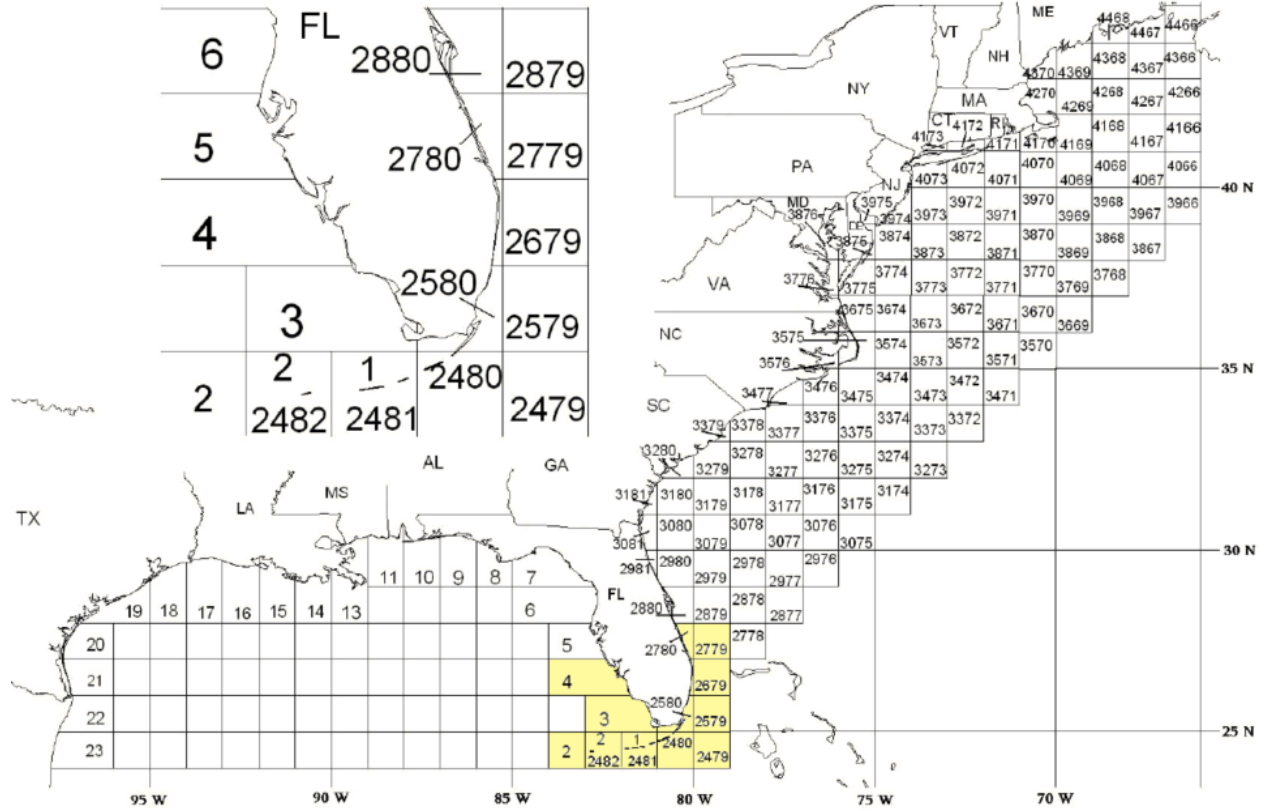 FL
6
2880
2879
5
2780
2779
4
2679
2580
3
2579
2 1 2480
2
2482 2481 2479
ME
4468 4466
VT 4467
NH 4368 4366
4370 4369 4367
NY
4270 4268 4266
MA 4269 4267
CT 4172 RI 4168 4166
4173 4171 4170 4169 4167
PA 4072 4070 4068 4066
NJ 4073 4071 4069 4067 40 N
MD 3975 3972 3970 3968 3966
3876 3974 3973 3971 3969 3967
DE 3874 3872 3870 3868
3875 3873 3871 3869 3867
VA 3776 3774 3772 3770 3768
3775 3773 3771 3769
3675 3674 3672 3670
NC 3673 3671 3669
3575 3574 3572 3570
3576 3573 3571
35 N
3476 3474 3472
SC 3477 3475 3473 3471
3379 3378 3376 3374 3372
3377 3375 3373
3280 3278 3276 3274
3279 3277 3275 3273
TX LA MS AL GA
3181 3180 3178 3176 3174
3179 3177 3175
3080 3078 3076
3081 3079 3077 3075
30 N
2981 2980 2978 2976
2979 2977
11 10 9 8 7
FL 2878
19 18 17 16 15 14 13 6 2880 2879 2877
20 5 2780 2779 2778
21 4 2679
2580
22 3 2579
25 N
2 1 2480
23 2 2482 2481 2479
95 W 90 W 85 W 80 W 75 W 70 W